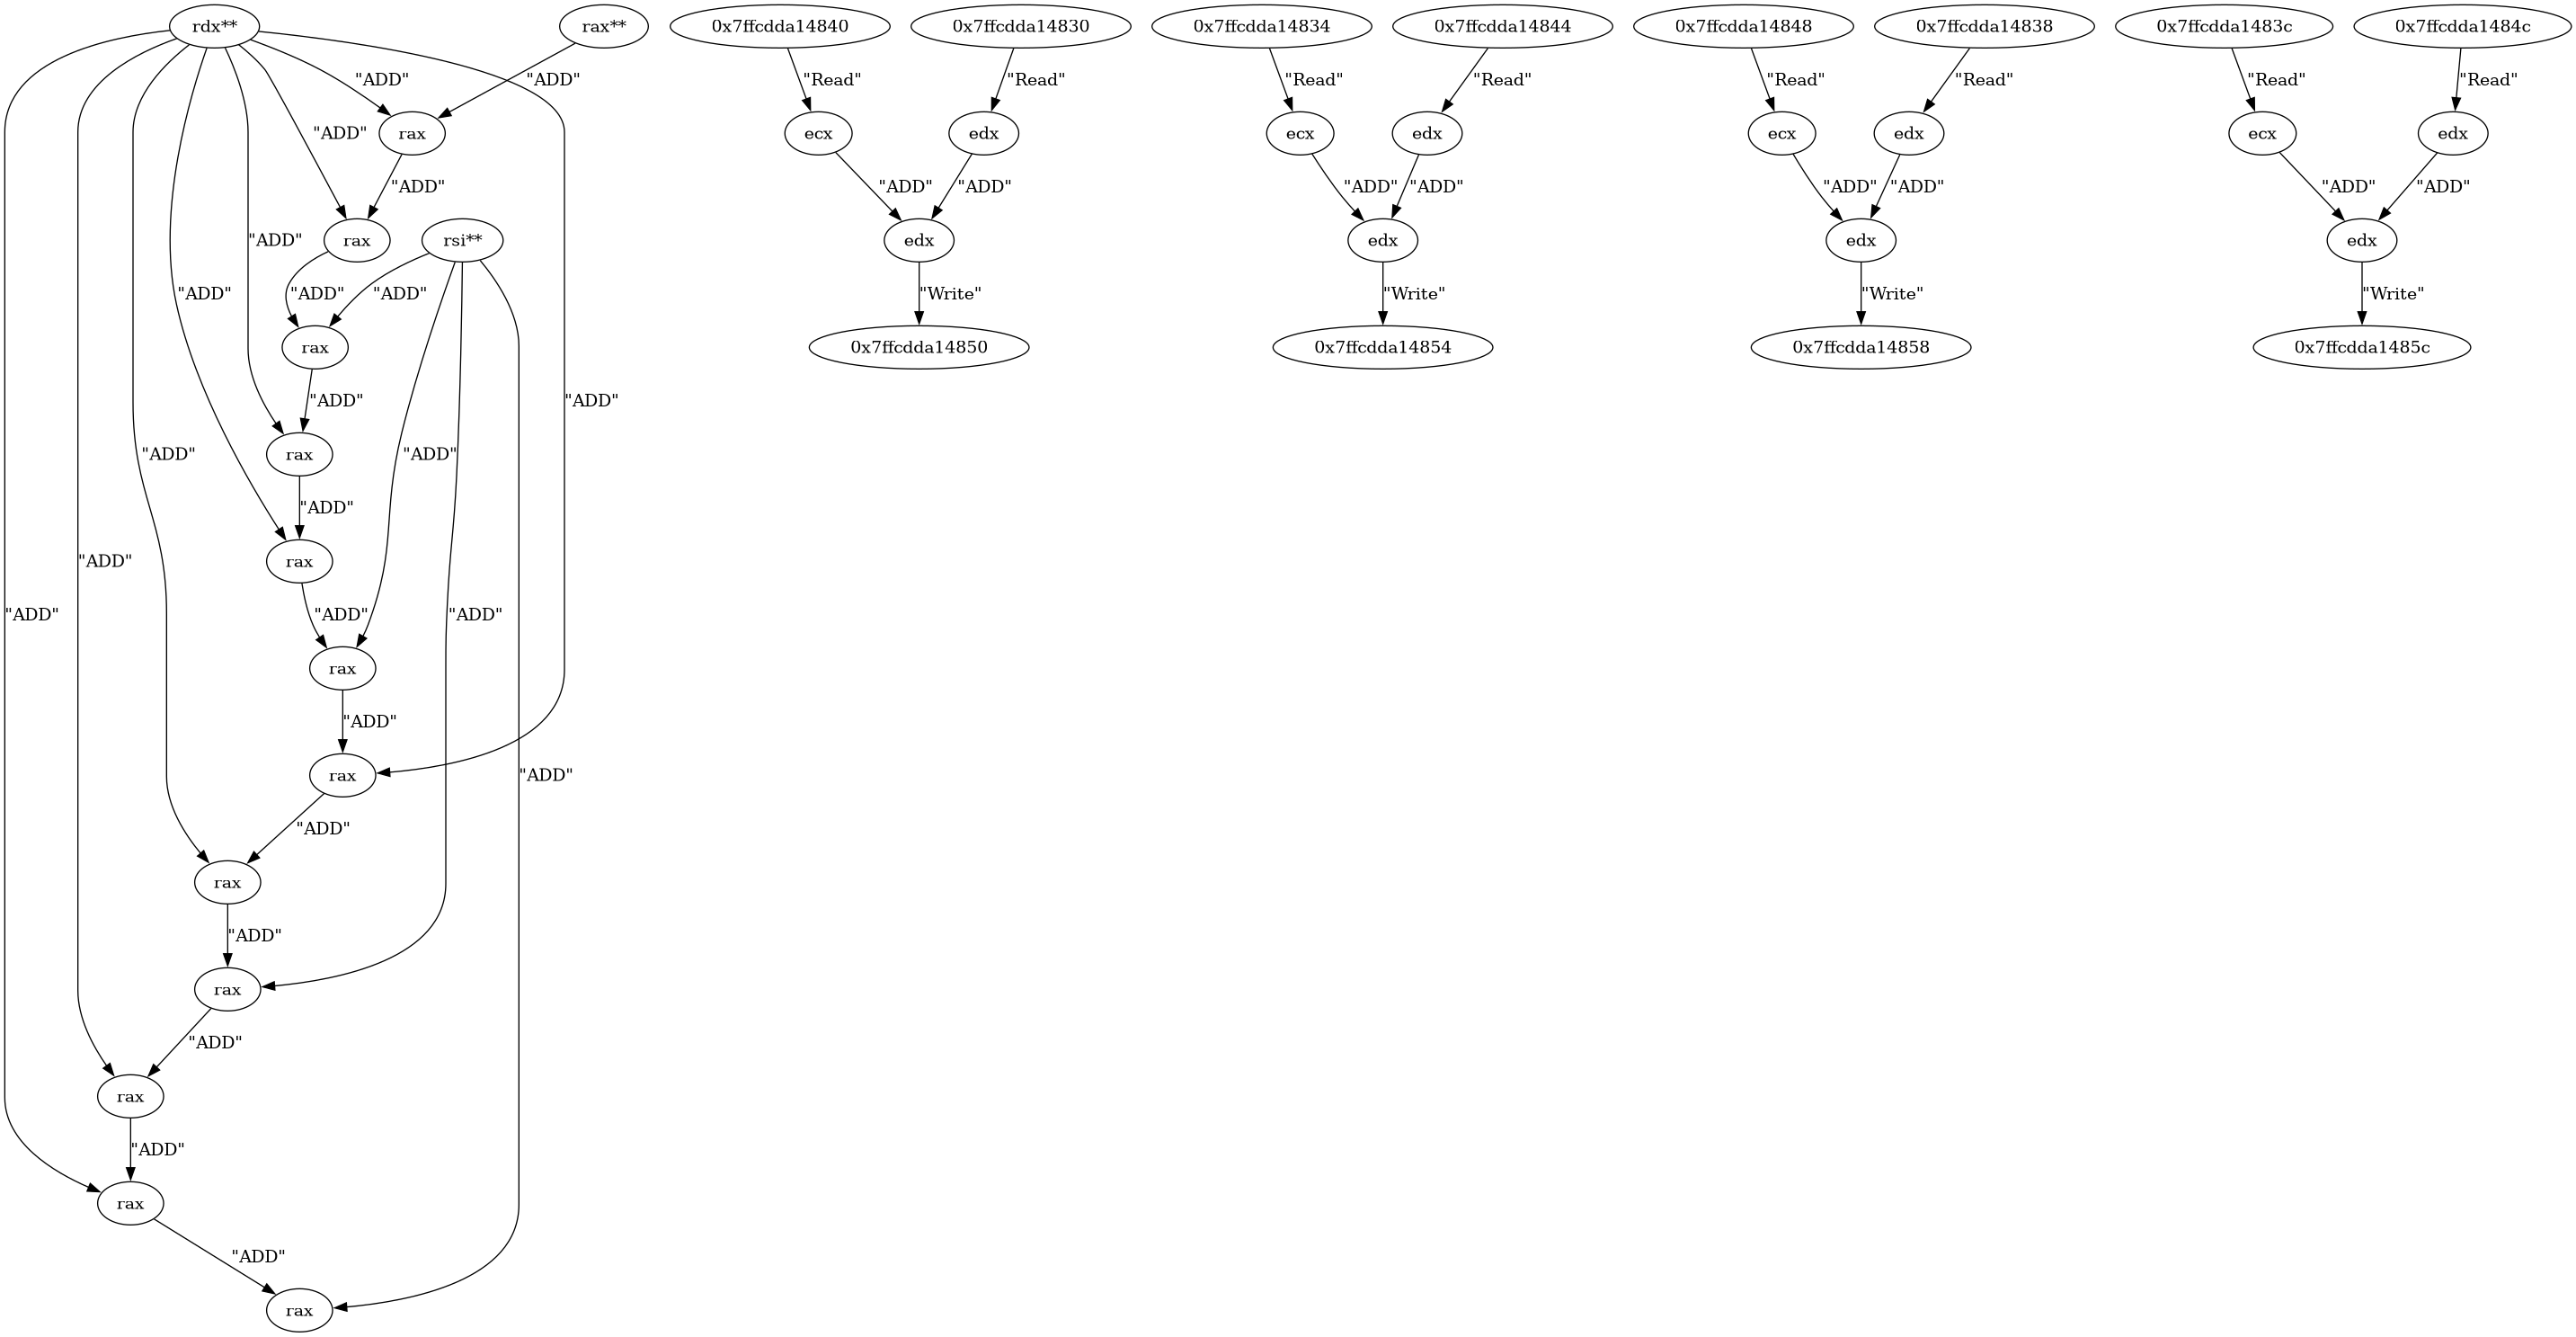 rdx** rax** 0x7ffcdda14840 0x7ffcdda14830 0x7ffcdda14834 0x7ffcdda14844 0x7ffcdda14848 0x7ffcdda14838 0x7ffcdda1483c 0x7ffcdda1484c
"ADD" "ADD" "Read" "Read" "Read" "Read" "Read" "Read" "Read" "Read"
"ADD" rax ecx edx ecx edx ecx edx ecx edx
"ADD" "ADD" "ADD" "ADD" "ADD" "ADD" "ADD" "ADD" "ADD"
"ADD" rax rsi** edx edx edx edx
"ADD" "ADD" "ADD" "Write" "Write" "Write" "Write"
rax 0x7ffcdda14850 0x7ffcdda14854 0x7ffcdda14858 0x7ffcdda1485c
"ADD" "ADD"
"ADD" rax "ADD"
"ADD"
"ADD" rax
"ADD" "ADD" "ADD"
rax
"ADD"
rax "ADD"
"ADD"
rax
"ADD"
rax
"ADD"
rax
"ADD"
rax
"ADD"
rax